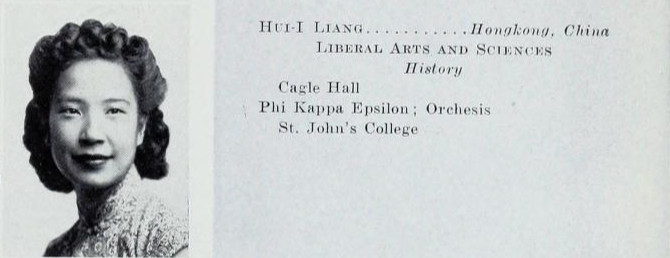 HUI-I LIANG...........Hongkong, China
LIBERAL ARTS AND SCIENCES
History
Cagle Hall
Phi Kappa Epsilon; Orchesis
St. John's College